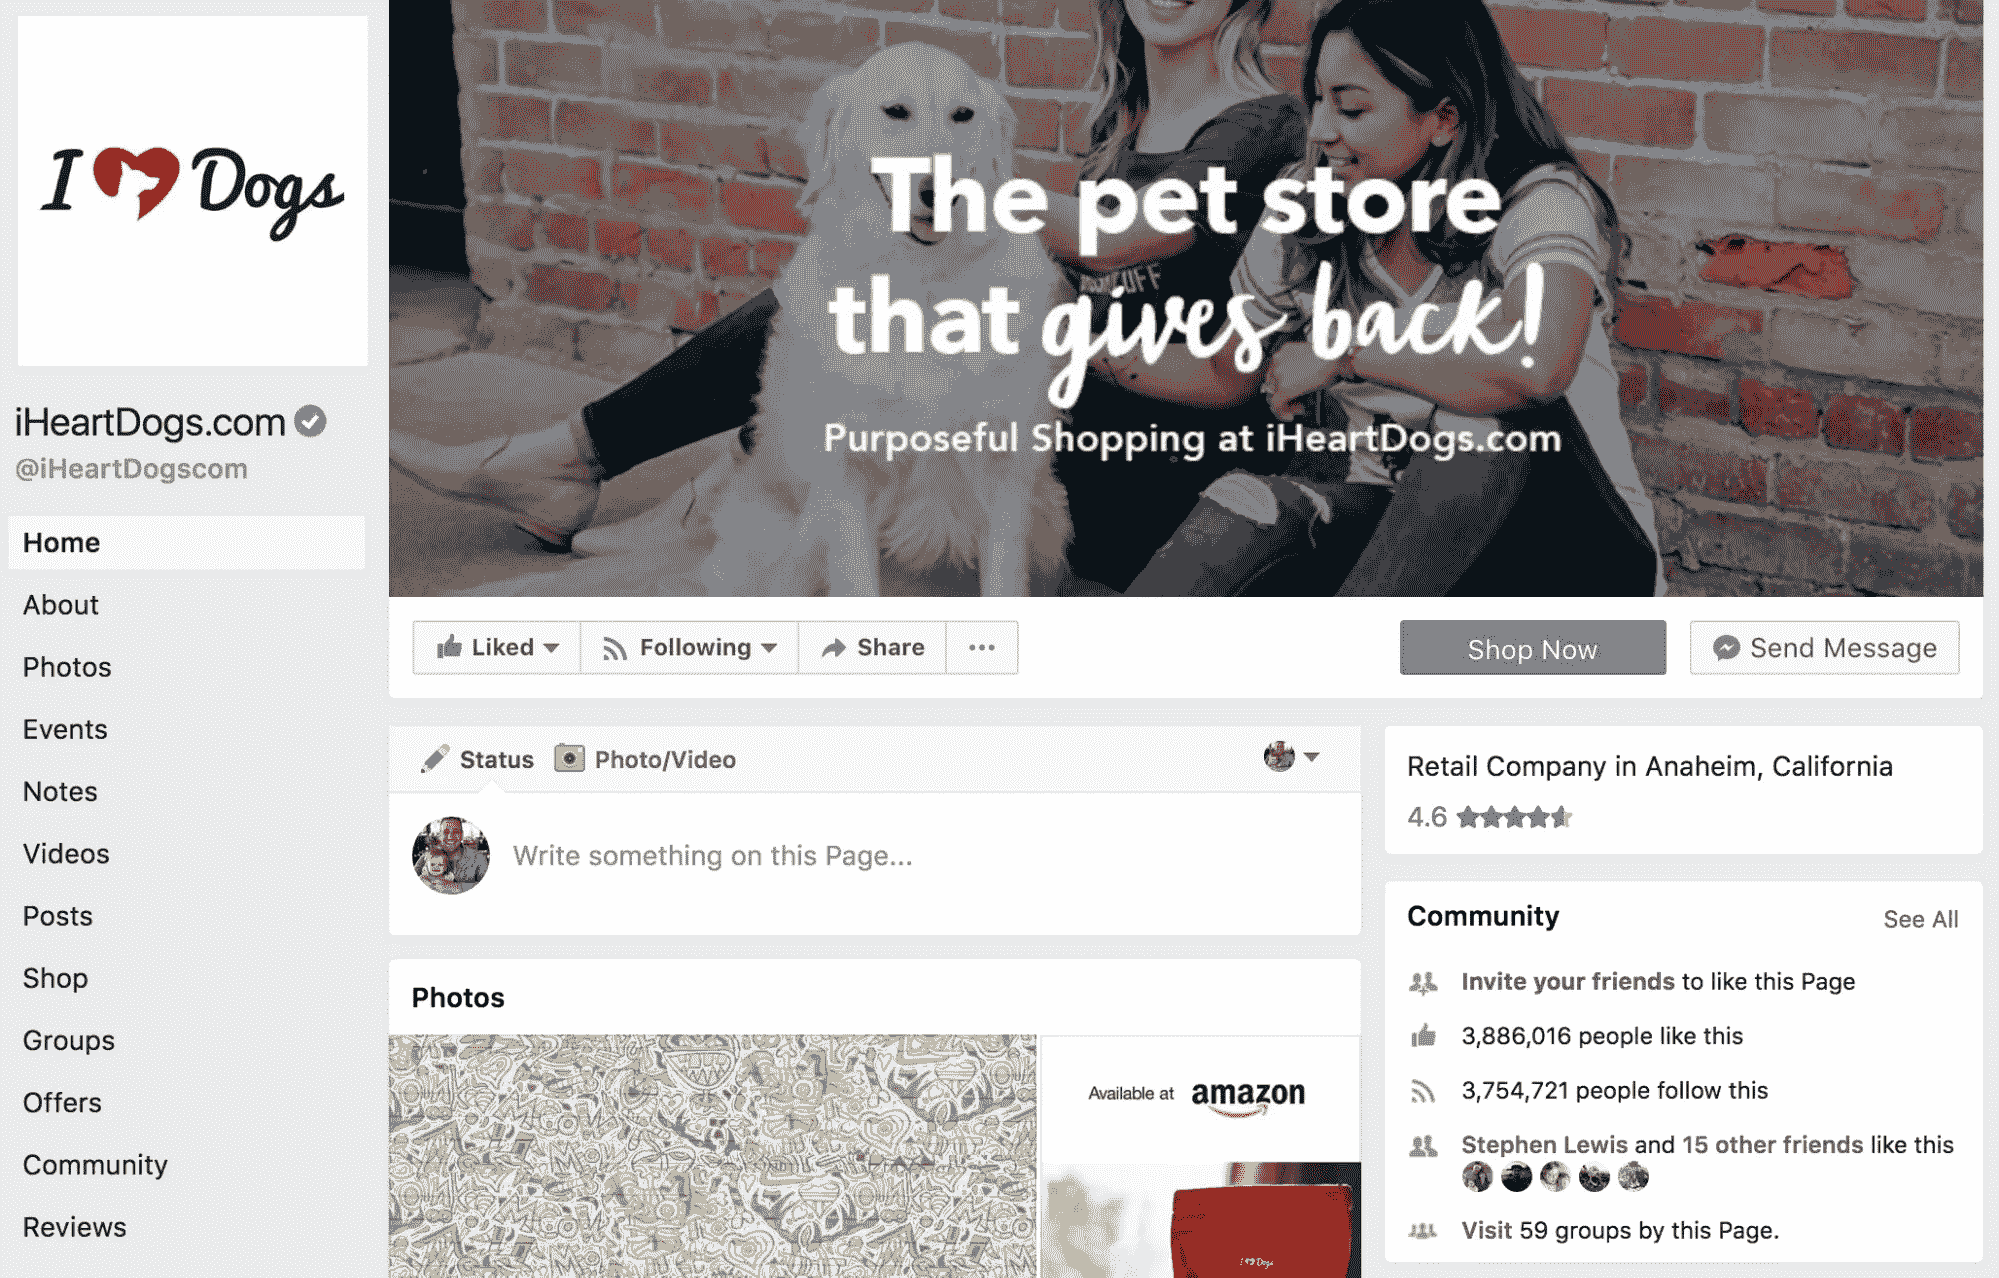 I Dogs
iHeartDogs.com
@iHeartDogscom
Home
About
Photos
Events
Notes
Videos
Posts
Shop
Groups
Offers
Community
Reviews
The pet store
that gives back!
Purposeful Shopping at iHeartDogs.com
Liked Following Share ...
Shop Now Send Message
Status Photo/Video
Write something on this Page...
Photos
Available at amazon
I Dogs
Retail Company in Anaheim, California
4.6
Community See All
Invite your friends to like this Page
3,886,016 people like this
3,754,721 people follow this
Stephen Lewis and 15 other friends like this
Visit 59 groups by this Page.